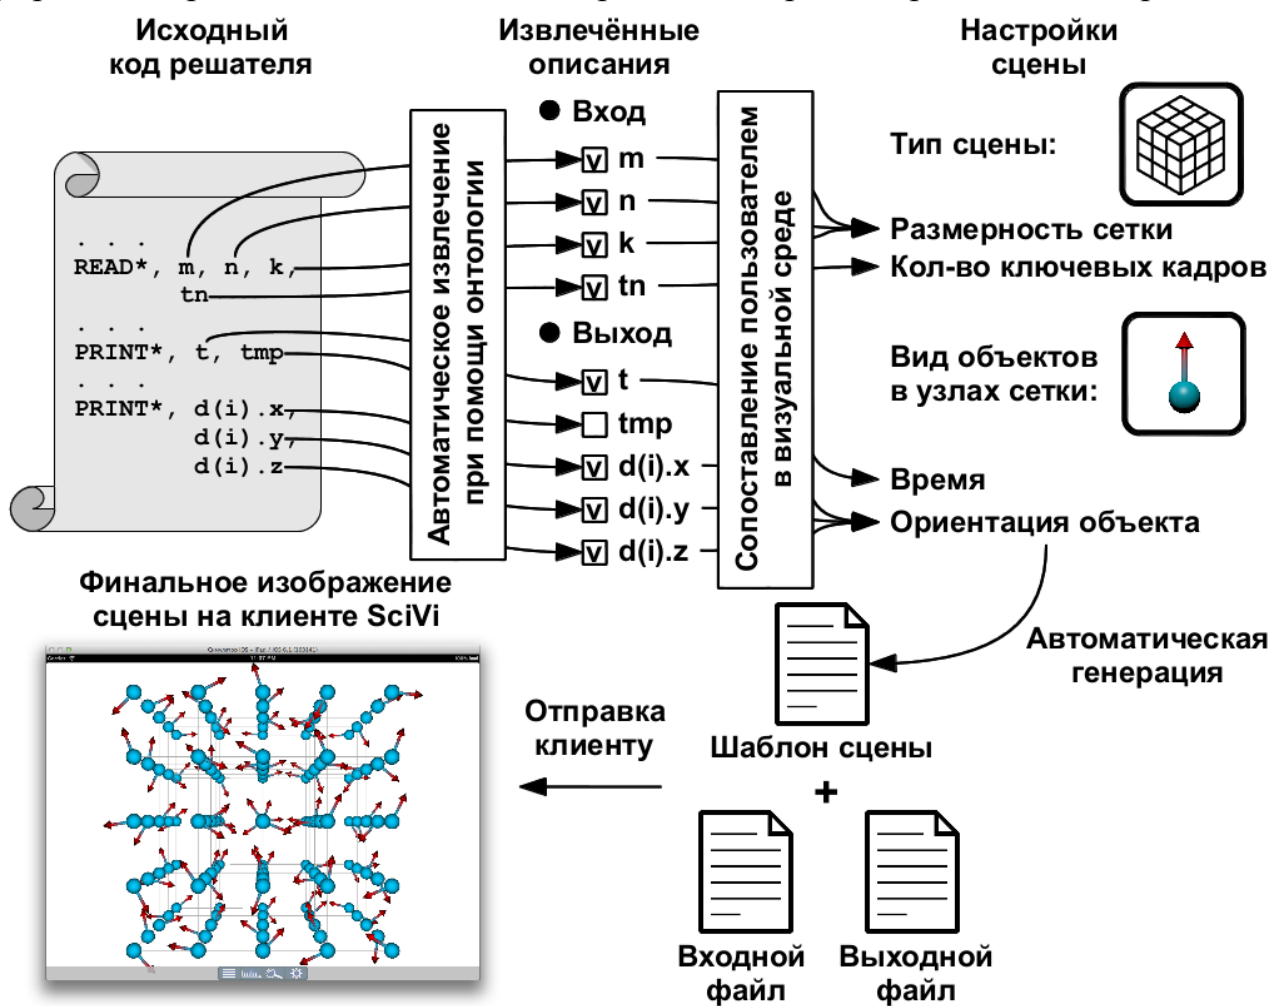 Исходный
код решателя
Извлечённые
описания
Настройки
сцены
. . .
READ*, m, n, k,
tn
. . .
PRINT*, t, tmp
. . .
PRINT*, d(i).x,
d(i).y,
d(i).z
Автоматическое извлечение
при помощи онтологии
● Вход
v m
v n
v k
v tn
● Выход
v t
tmp
v d(i).x
v d(i).y
v d(i).z
Сопоставление пользователем
в визуальной среде
Тип сцены:
Размерность сетки
Кол-во ключевых кадров
Вид объектов
в узлах сетки:
Время
Ориентация объекта
Автоматическая
генерация
Шаблон сцены
+
Входной
файл
Выходной
файл
Отправка
клиенту
Финальное изображение
сцены на клиенте SciVi